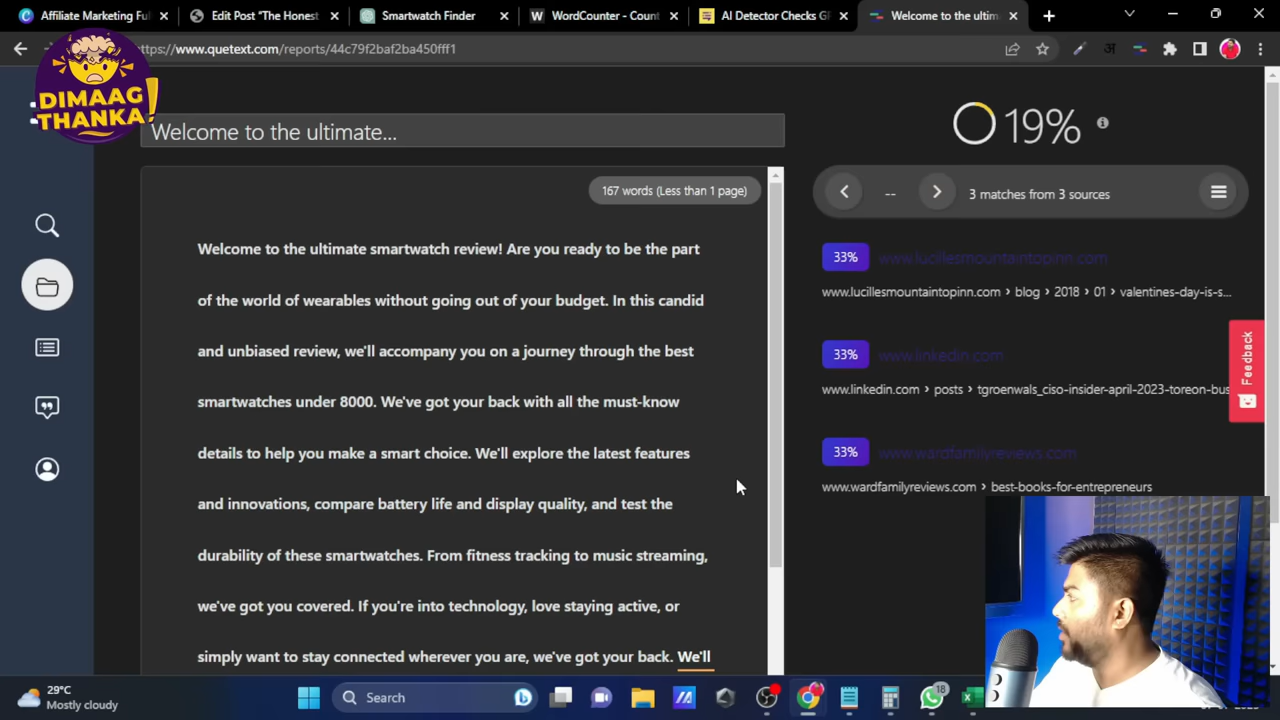 Affiliate Marketing Ful
Edit Post "The Honest
Smartwatch Finder
WordCounter - Count
AI Detector Checks GP
Welcome to the ultim
https://www.quetext.com/reports/44c79f2baf2ba450fff1
DIMAAG
THANKA!
Welcome to the ultimate...
19%
167 words (Less than 1 page)
--
3 matches from 3 sources
Welcome to the ultimate smartwatch review! Are you ready to be the part
of the world of wearables without going out of your budget. In this candid
and unbiased review, we'll accompany you on a journey through the best
smartwatches under 8000. We've got your back with all the must-know
details to help you make a smart choice. We'll explore the latest features
and innovations, compare battery life and display quality, and test the
durability of these smartwatches. From fitness tracking to music streaming,
we've got you covered. If you're into technology, love staying active, or
simply want to stay connected wherever you are, we've got your back. We'll
33% www.lucillesmountaintopinn.com
www.lucillesmountaintopinn.com › blog › 2018 › 01 › valentines-day-is-s...
33% www.linkedin.com
www.linkedin.com › posts › tgroenwals_ciso-insider-april-2023-toreon-bus
33% www.wardfamilyreviews.com
www.wardfamilyreviews.com › best-books-for-entrepreneurs
Feedback
29°C
Mostly cloudy
Search
18